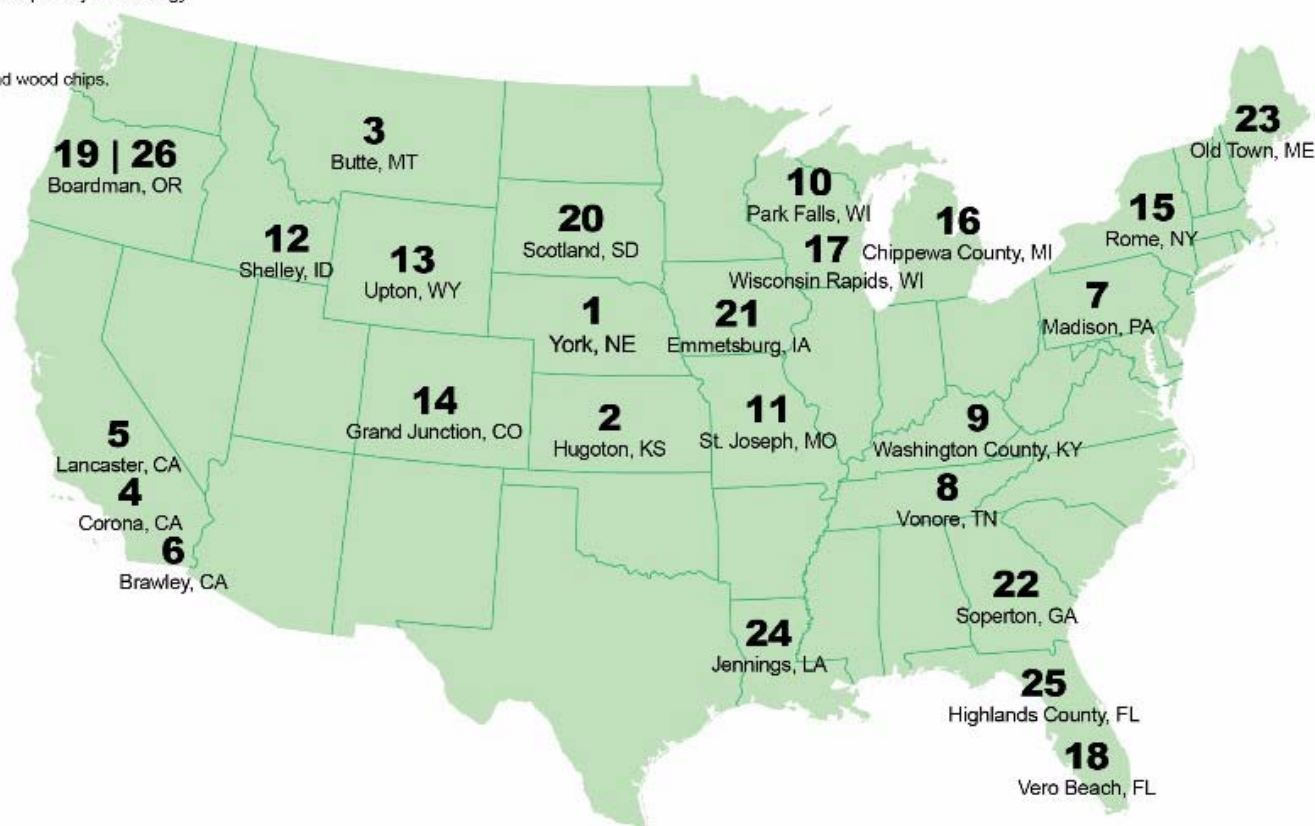 nd wood chips.
23
Old Town, ME
3
Butte, MT
19 | 26
Boardman, OR
10
Park Falls, WI
15
Rome, NY
20
Scotland, SD
16
Chippewa County, MI
12
Shelley, ID
13
Upton, WY
17
Wisconsin Rapids, WI
7
Madison, PA
1
York, NE
21
Emmetsburg, IA
14
Grand Junction, CO
2
Hugoton, KS
11
St. Joseph, MO
9
Washington County, KY
5
Lancaster, CA
4
Corona, CA
6
Brawley, CA
8
Vonore, TN
22
Soperton, GA
24
Jennings, LA
25
Highlands County, FL
18
Vero Beach, FL